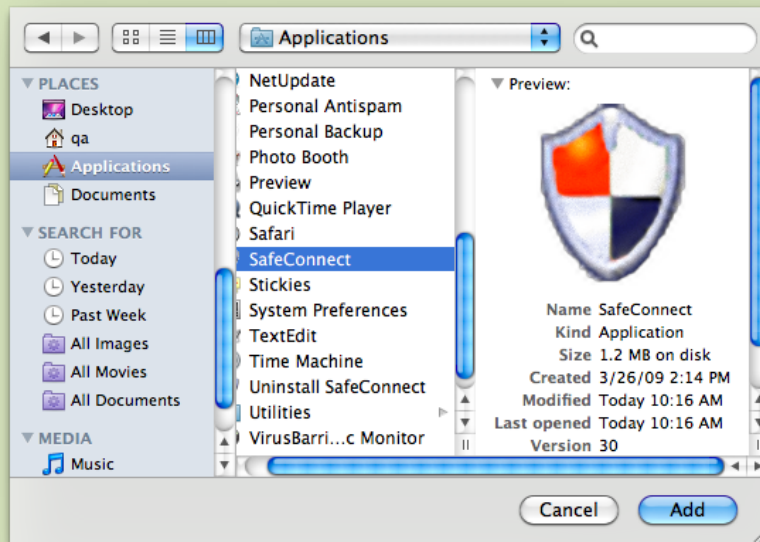 Applications
PLACES
Desktop
qa
Applications
Documents
SEARCH FOR
Today
Yesterday
Past Week
All Images
All Movies
All Documents
MEDIA
Music
NetUpdate
Personal Antispam
Personal Backup
Photo Booth
Preview
QuickTime Player
Safari
SafeConnect
Stickies
System Preferences
TextEdit
Time Machine
Uninstall SafeConnect
Utilities
VirusBarri...c Monitor
Preview:
Name SafeConnect
Kind Application
Size 1.2 MB on disk
Created 3/26/09 2:14 PM
Modified Today 10:16 AM
Last opened Today 10:16 AM
Version 30
Cancel
Add